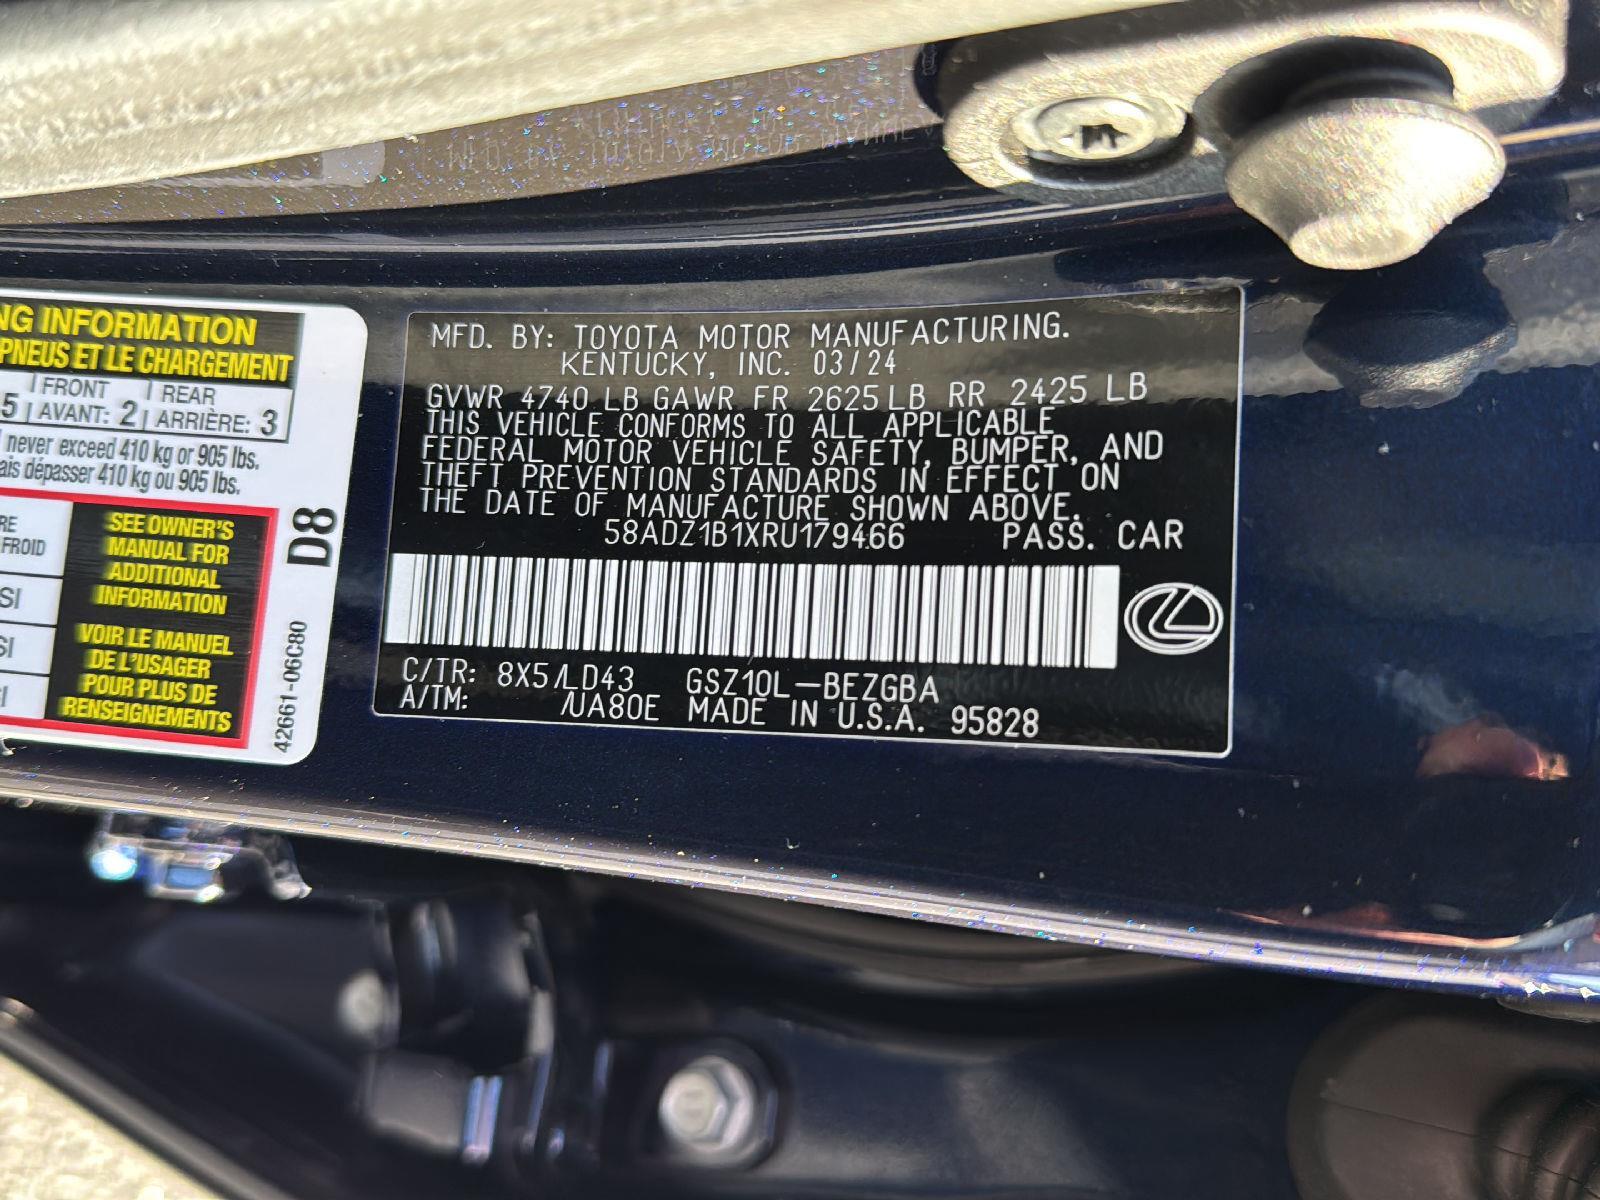 NG INFORMATION
PNEUS ET LE CHARGEMENT
FRONT REAR
5 AVANT: 2 ARRIÈRE: 3
never exceed 410 kg or 905 lbs.
ais dépasser 410 kg ou 905 lbs.
RE
FROID
SI
SI
I
SEE OWNER'S
MANUAL FOR
ADDITIONAL
INFORMATION
VOIR LE MANUEL
DE L'USAGER
POUR PLUS DE
RENSEIGNEMENTS
D8
42661-06C80
MFD. BY: TOYOTA MOTOR MANUFACTURING.
KENTUCKY, INC. 03/24
GVWR 4740 LB GAWR FR 2625 LB RR 2425 LB
THIS VEHICLE CONFORMS TO ALL APPLICABLE
FEDERAL MOTOR VEHICLE SAFETY, BUMPER, AND
THEFT PREVENTION STANDARDS IN EFFECT ON
THE DATE OF MANUFACTURE SHOWN ABOVE.
58ADZ1B1XRU179466 PASS. CAR
C/TR: 8X5/LD43 GSZ10L-BEZGBA
A/TM: /UA80E MADE IN U.S.A. 95828